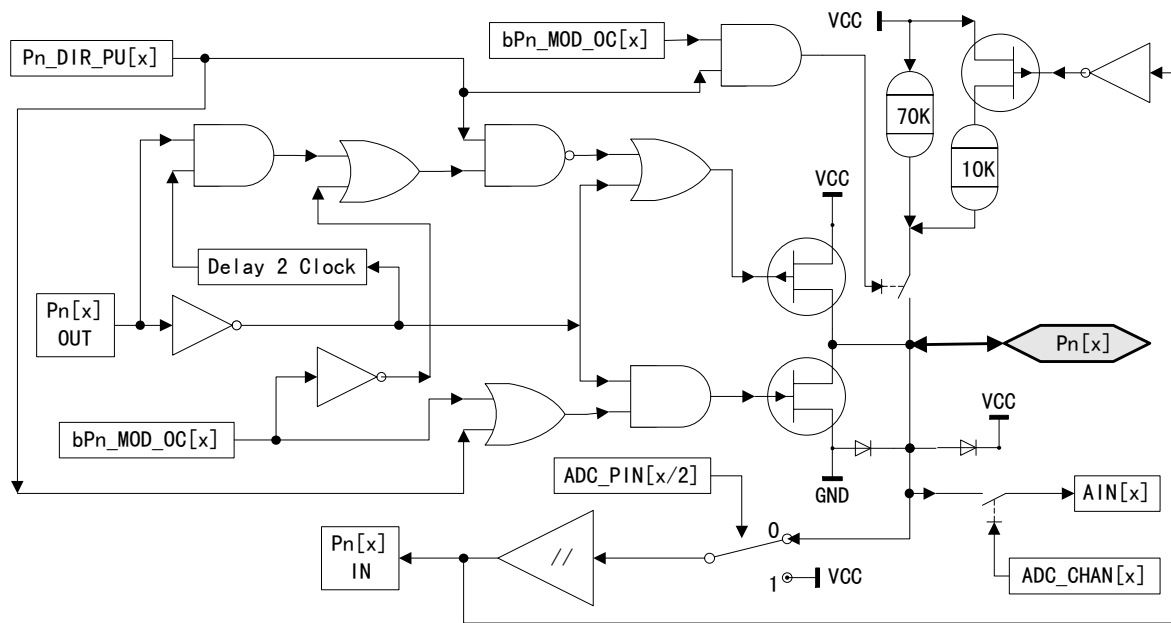 bPn_MOD_OC[x]
VCC
Pn_DIR_PU[x]
70K
10K
VCC
Delay 2 Clock
Pn[x]
OUT
Pn[x]
bPn_MOD_OC[x]
VCC
ADC_PIN[x/2]
GND
AIN[x]
0
Pn[x]
IN
//
1
VCC
ADC_CHAN[x]